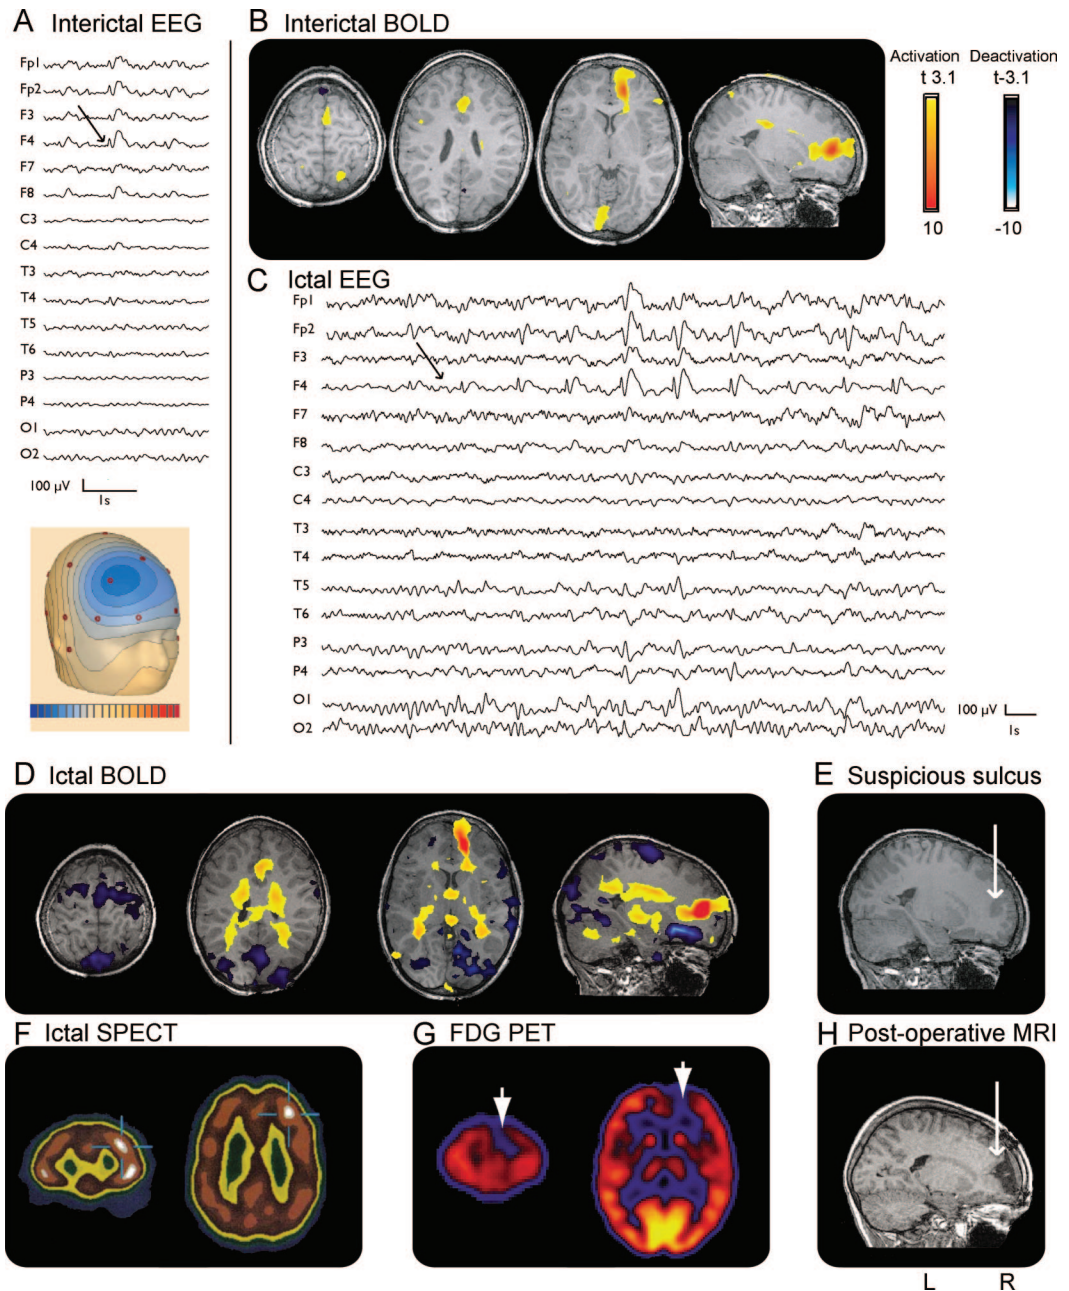 A Interictal EEG
Fp1
Fp2
F3
F4
F7
F8
C3
C4
T3
T4
T5
T6
P3
P4
O1
O2
100 µV
1s
B Interictal BOLD
Activation Deactivation
t 3.1 t-3.1
10 -10
C Ictal EEG
Fp1
Fp2
F3
F4
F7
F8
C3
C4
T3
T4
T5
T6
P3
P4
O1
O2
100 µV
1s
D Ictal BOLD
E Suspicious sulcus
F Ictal SPECT
G FDG PET
H Post-operative MRI
L R